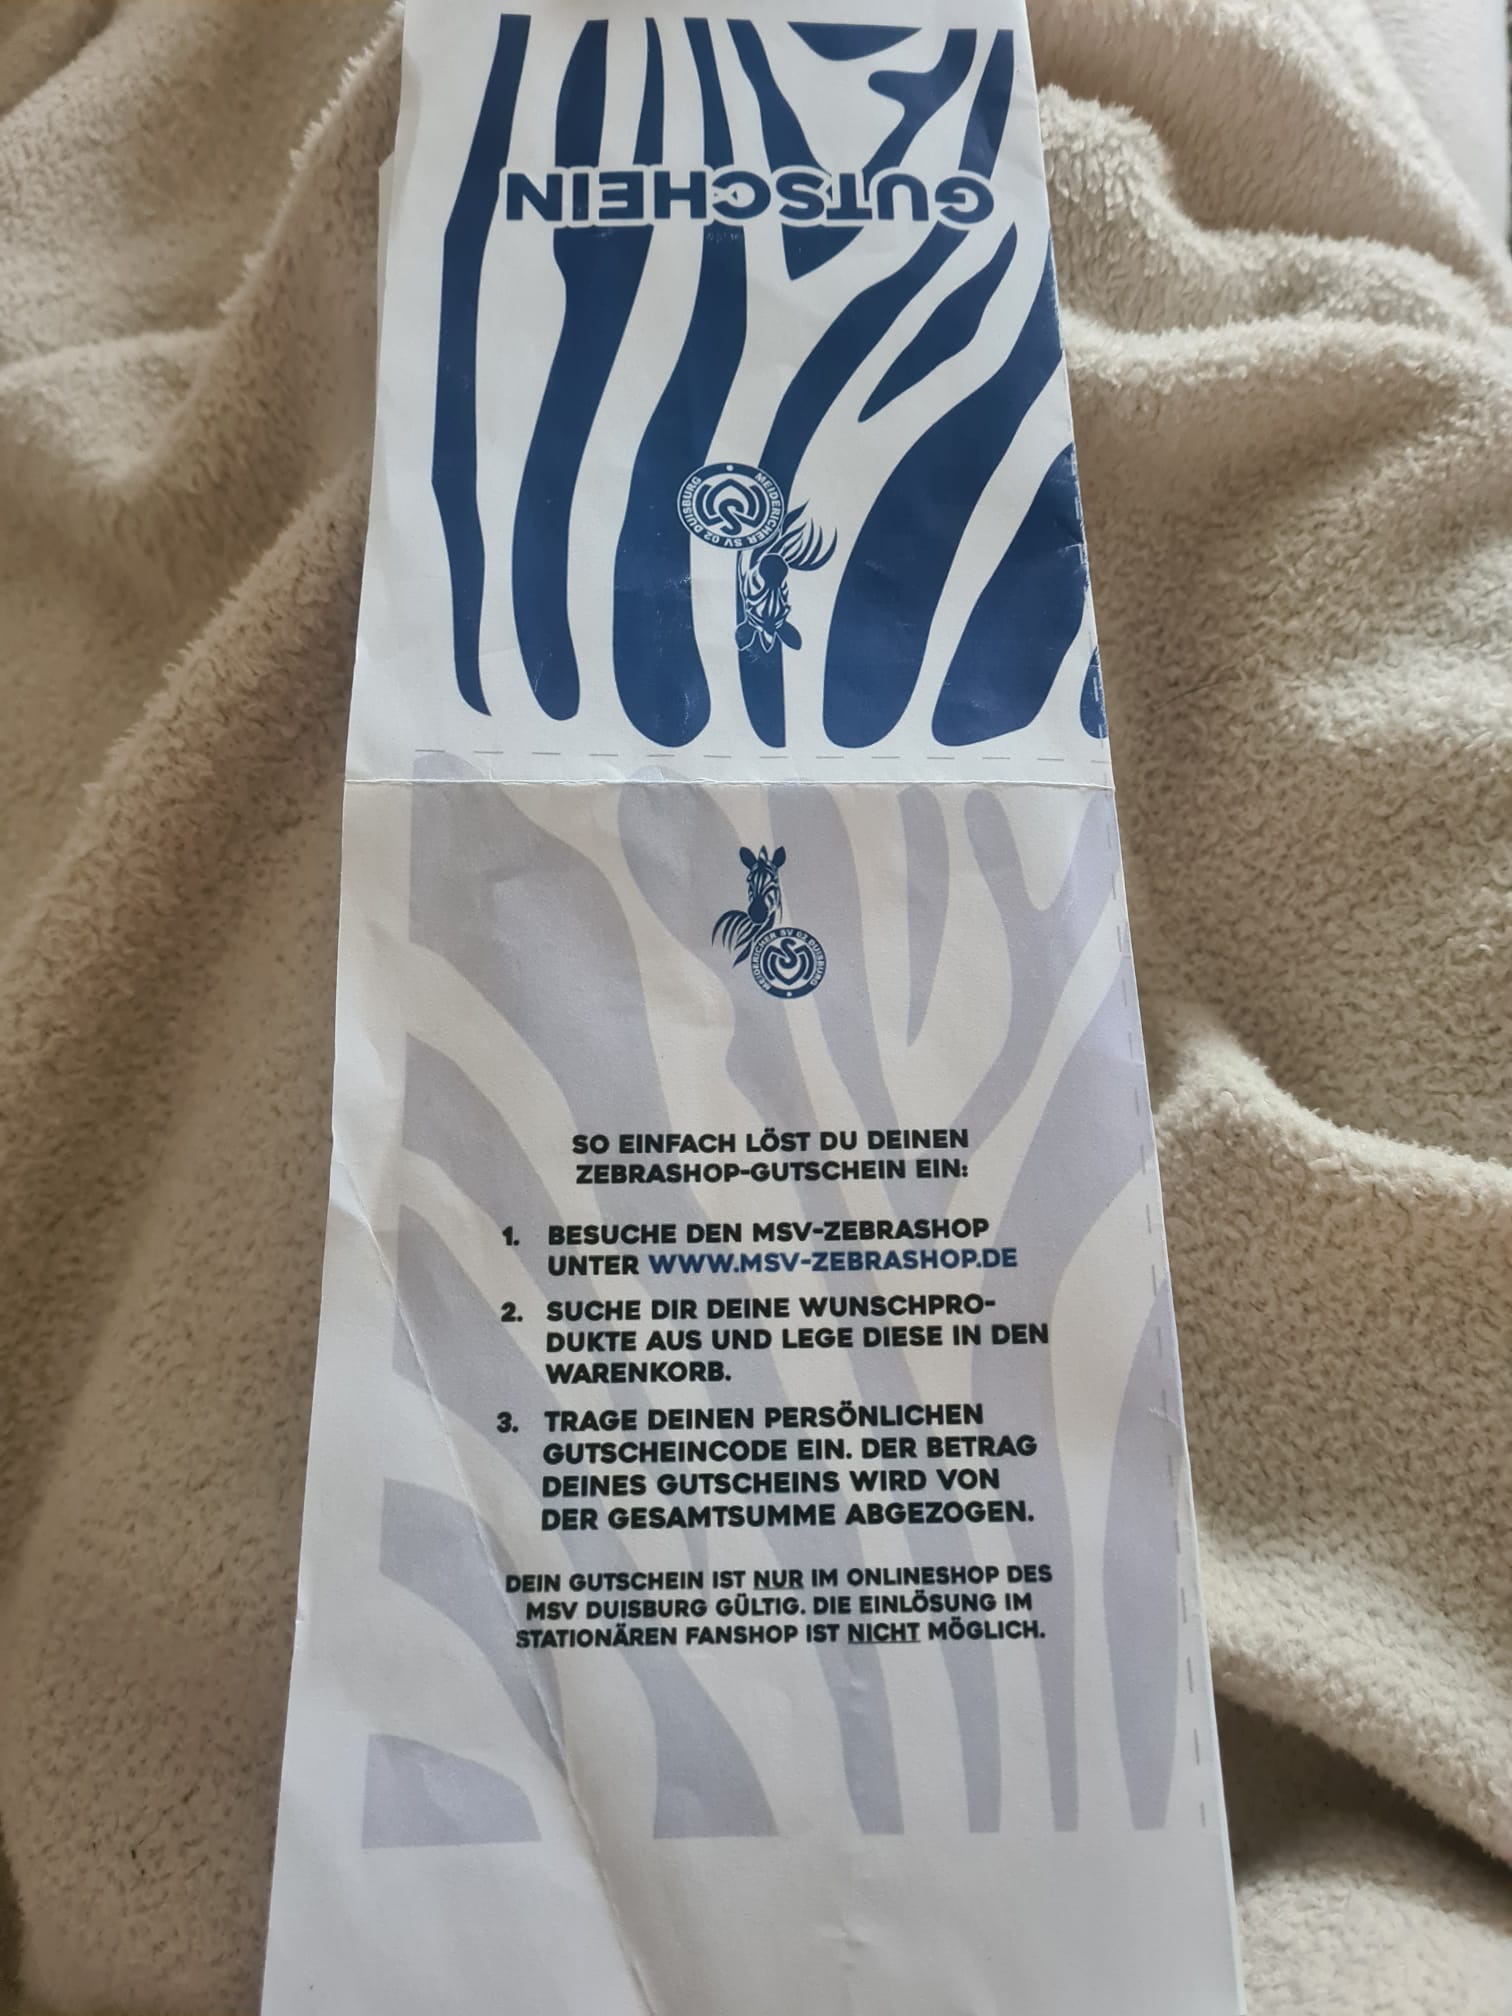 GUTSCHEIN
MEIDERICHER SV 02 DUISBURG
MSV
MEIDERICHER SV 02 DUISBURG
MSV
SO EINFACH LÖST DU DEINEN
ZEBRASHOP-GUTSCHEIN EIN:
1. BESUCHE DEN MSV-ZEBRASHOP
UNTER WWW.MSV-ZEBRASHOP.DE
2. SUCHE DIR DEINE WUNSCHPRO-
DUKTE AUS UND LEGE DIESE IN DEN
WARENKORB.
3. TRAGE DEINEN PERSÖNLICHEN
GUTSCHEINCODE EIN. DER BETRAG
DEINES GUTSCHEINS WIRD VON
DER GESAMTSUMME ABGEZOGEN.
DEIN GUTSCHEIN IST NUR IM ONLINESHOP DES
MSV DUISBURG GÜLTIG. DIE EINLÖSUNG IM
STATIONÄREN FANSHOP IST NICHT MÖGLICH.